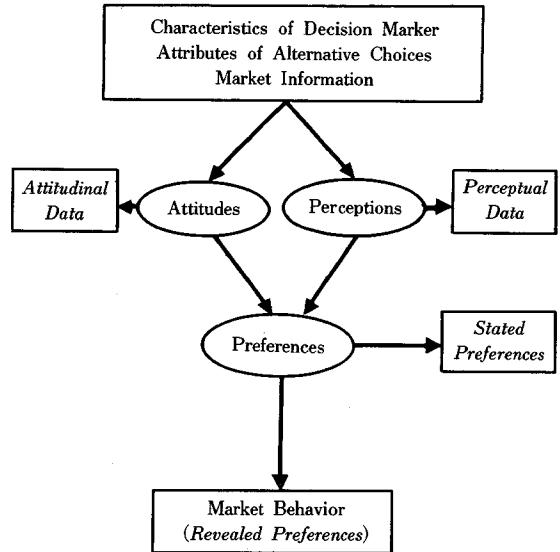 Characteristics of Decision Marker
Attributes of Alternative Choices
Market Information
Attitudinal
Data
Attitudes
Perceptions
Perceptual
Data
Preferences
Stated
Preferences
Market Behavior
(Revealed Preferences)